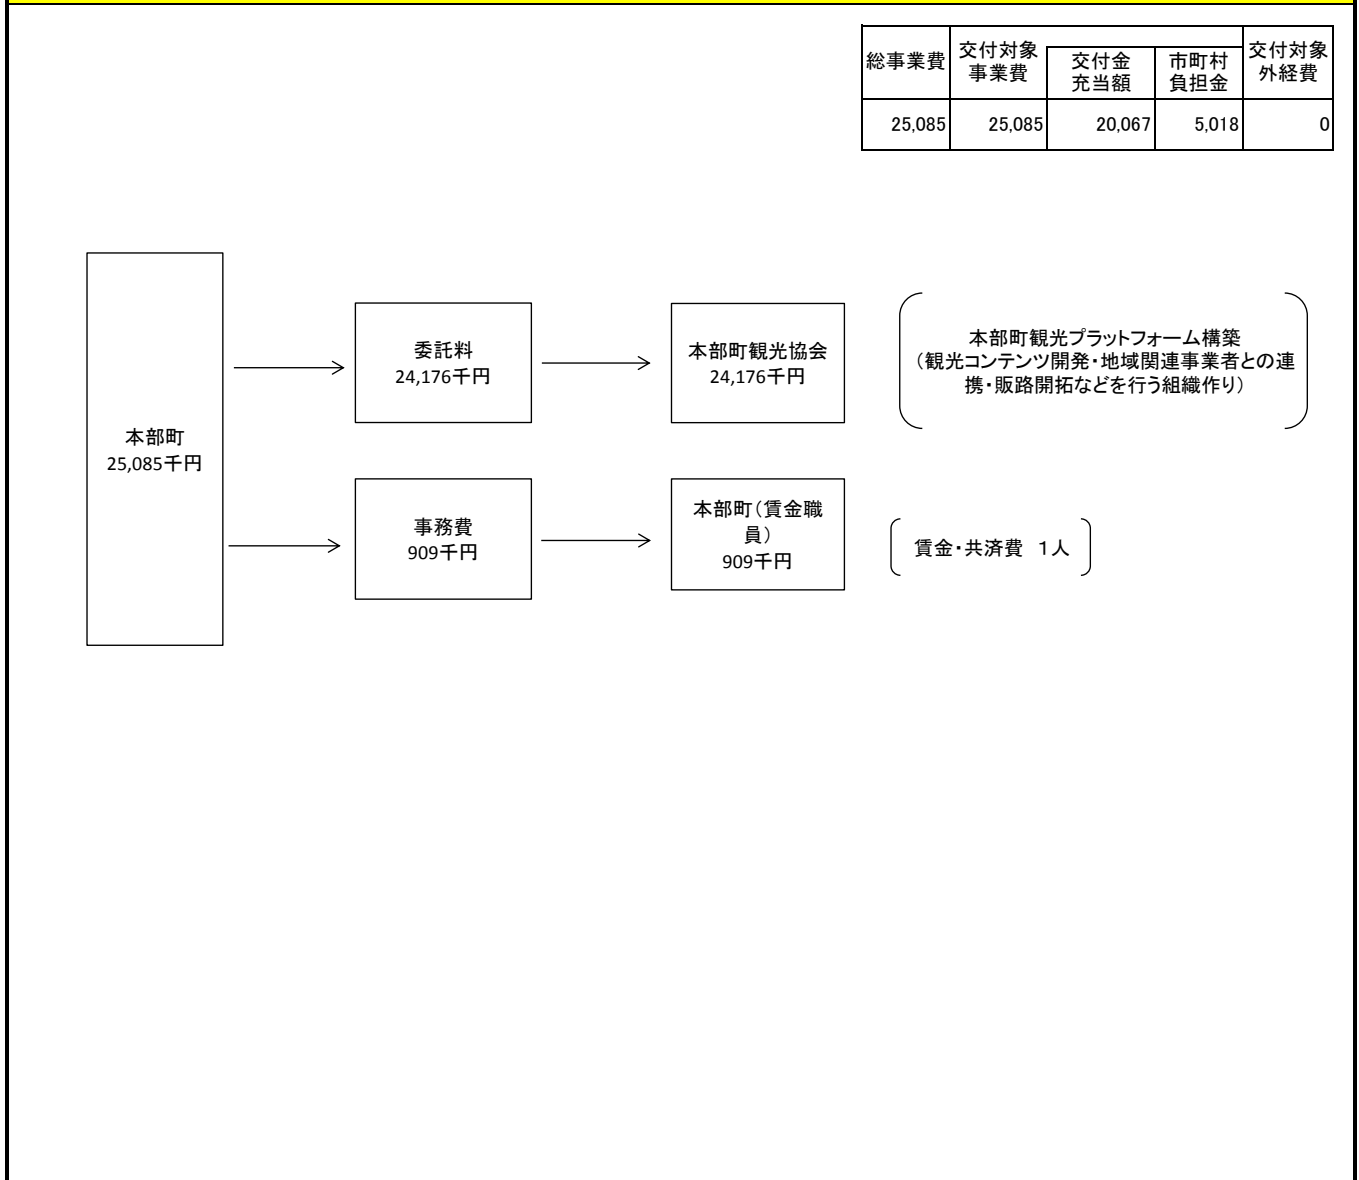 総事業費
交付対象
事業費
交付金
充当額
市町村
負担金
交付対象
外経費
25,085
25,085
20,067
5,018
0
本部町
25,085千円
委託料
24,176千円
本部町観光協会
24,176千円
本部町観光プラットフォーム構築
（観光コンテンツ開発・地域関連事業者との連
携・販路開拓などを行う組織作り）
事務費
909千円
本部町（賃金職
員）
909千円
賃金・共済費　1人